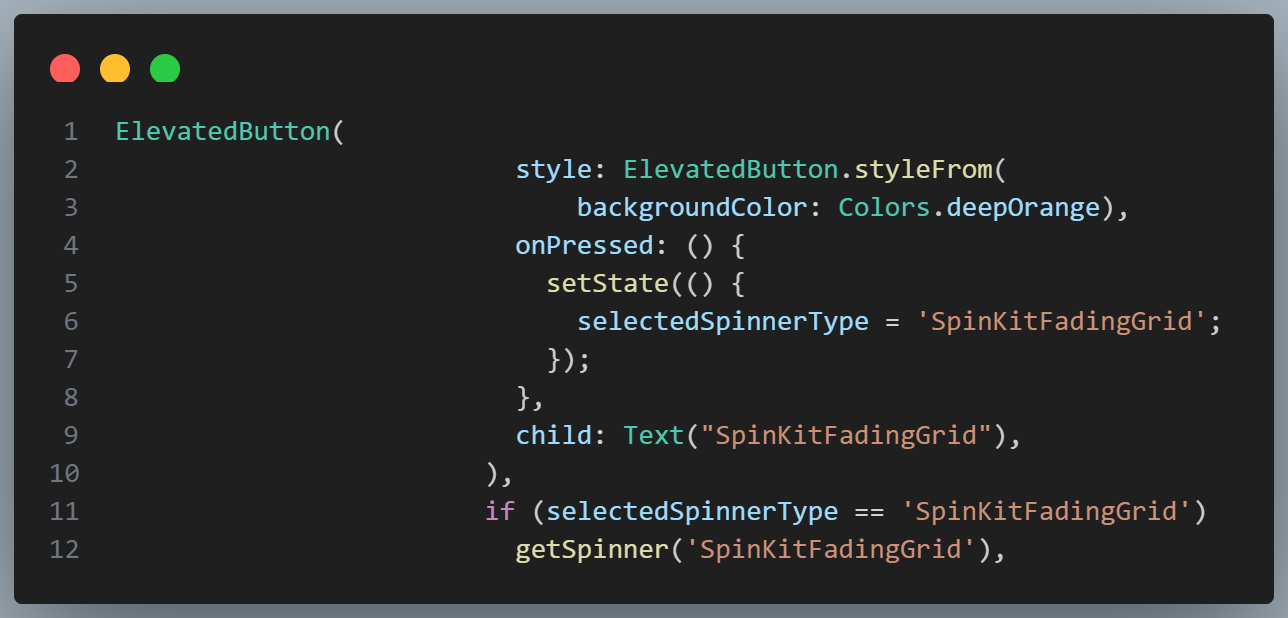 1 ElevatedButton(
2 style: ElevatedButton.styleFrom(
3 backgroundColor: Colors.deepOrange),
4 onPressed: () {
5 setState(() {
6 selectedSpinnerType = 'SpinKitFadingGrid';
7 });
8 },
9 child: Text("SpinKitFadingGrid"),
10 ),
11 if (selectedSpinnerType == 'SpinKitFadingGrid')
12 getSpinner('SpinKitFadingGrid'),